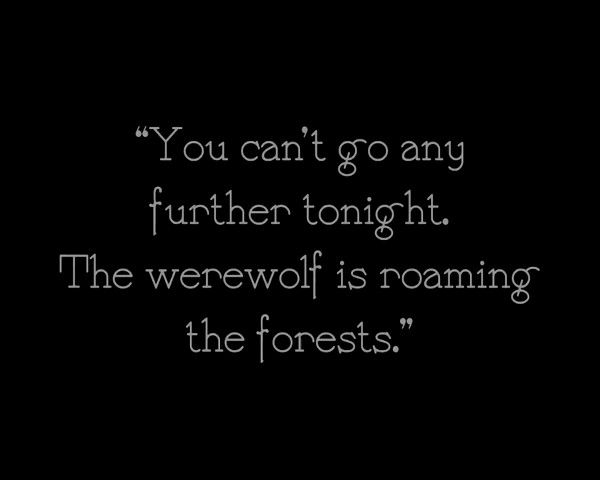 “You can’t go any
further tonight.
The werewolf is roaming
the forests.”